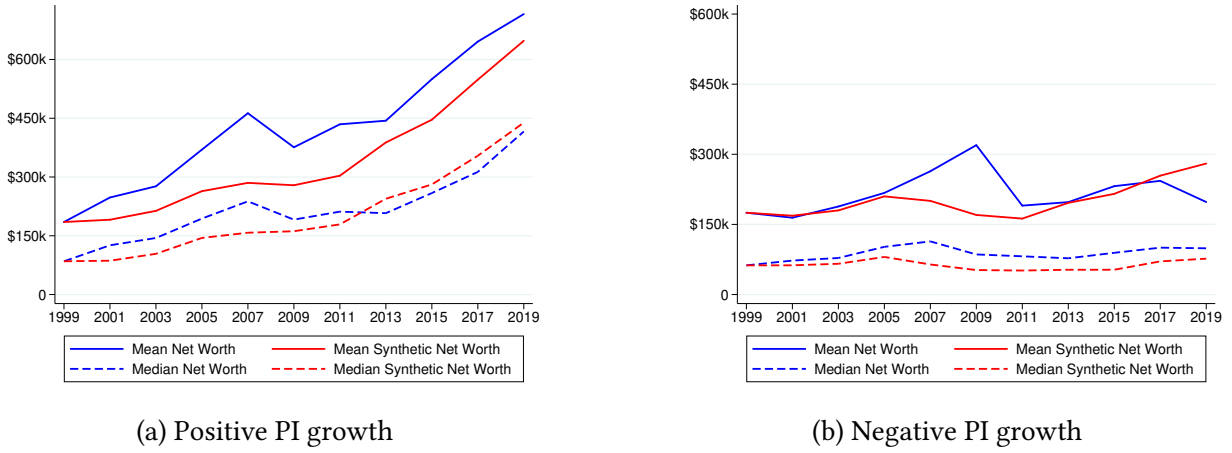 $600k
$450k
$300k
$150k
0
1999 2001 2003 2005 2007 2009 2011 2013 2015 2017 2019
Mean Net Worth Mean Synthetic Net Worth
Median Net Worth Median Synthetic Net Worth
(a) Positive PI growth
$600k
$450k
$300k
$150k
0
1999 2001 2003 2005 2007 2009 2011 2013 2015 2017 2019
Mean Net Worth Mean Synthetic Net Worth
Median Net Worth Median Synthetic Net Worth
(b) Negative PI growth